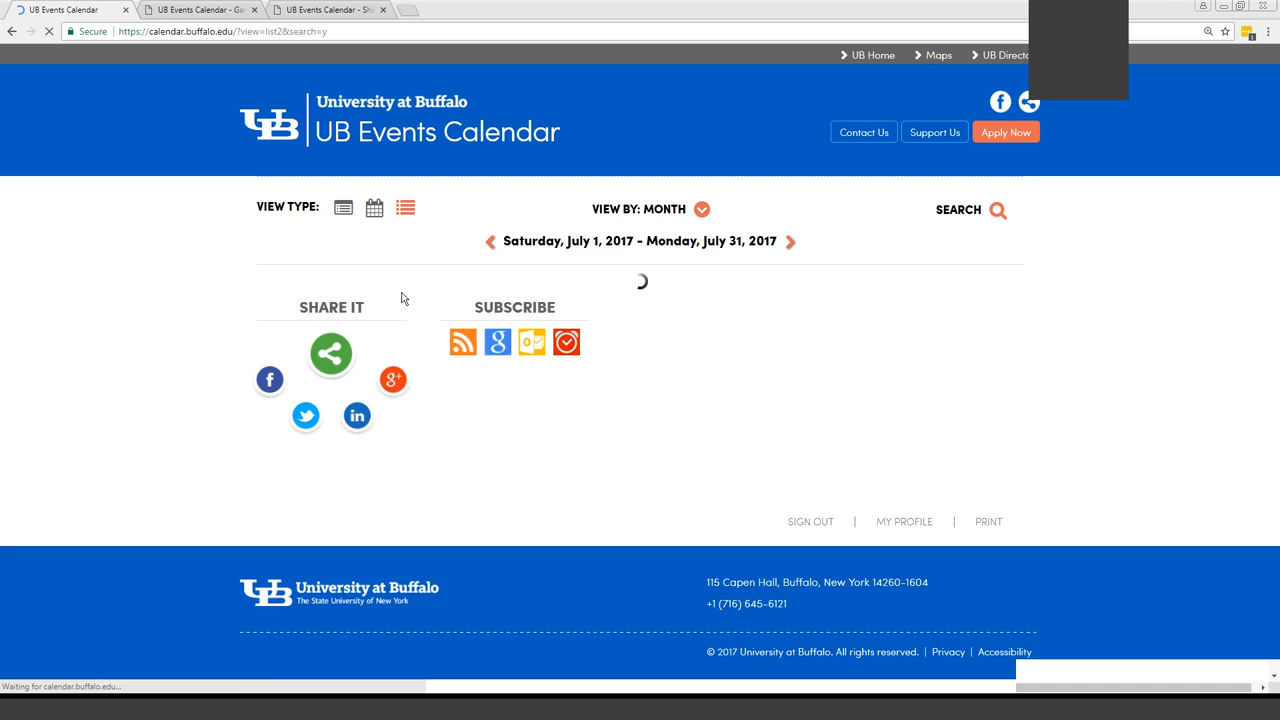 UB Events Calendar
UB Events Calendar - Ga
UB Events Calendar - Sh
Secure
https://calendar.buffalo.edu/?view=list2&search=y
UB Home
Maps
UB Directo
University at Buffalo
UB Events Calendar
Contact Us
Support Us
Apply Now
VIEW TYPE:
VIEW BY: MONTH
SEARCH
Saturday, July 1, 2017 - Monday, July 31, 2017
SHARE IT
SUBSCRIBE
SIGN OUT | MY PROFILE | PRINT
University at Buffalo
The State University of New York
115 Capen Hall, Buffalo, New York 14260-1604
+1 (716) 645-6121
© 2017 University at Buffalo. All rights reserved. | Privacy | Accessibility
Waiting for calendar.buffalo.edu...